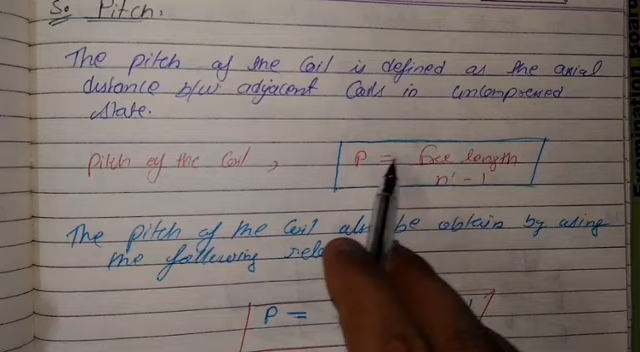 5. Pitch.
The pitch of the Coil is defined as the axial
distance b/w adjacent Coils in Uncompressed
state.
Pitch of the Coil, P = free length
n' - 1
The pitch of the Coil also be obtain by using
the following
P =